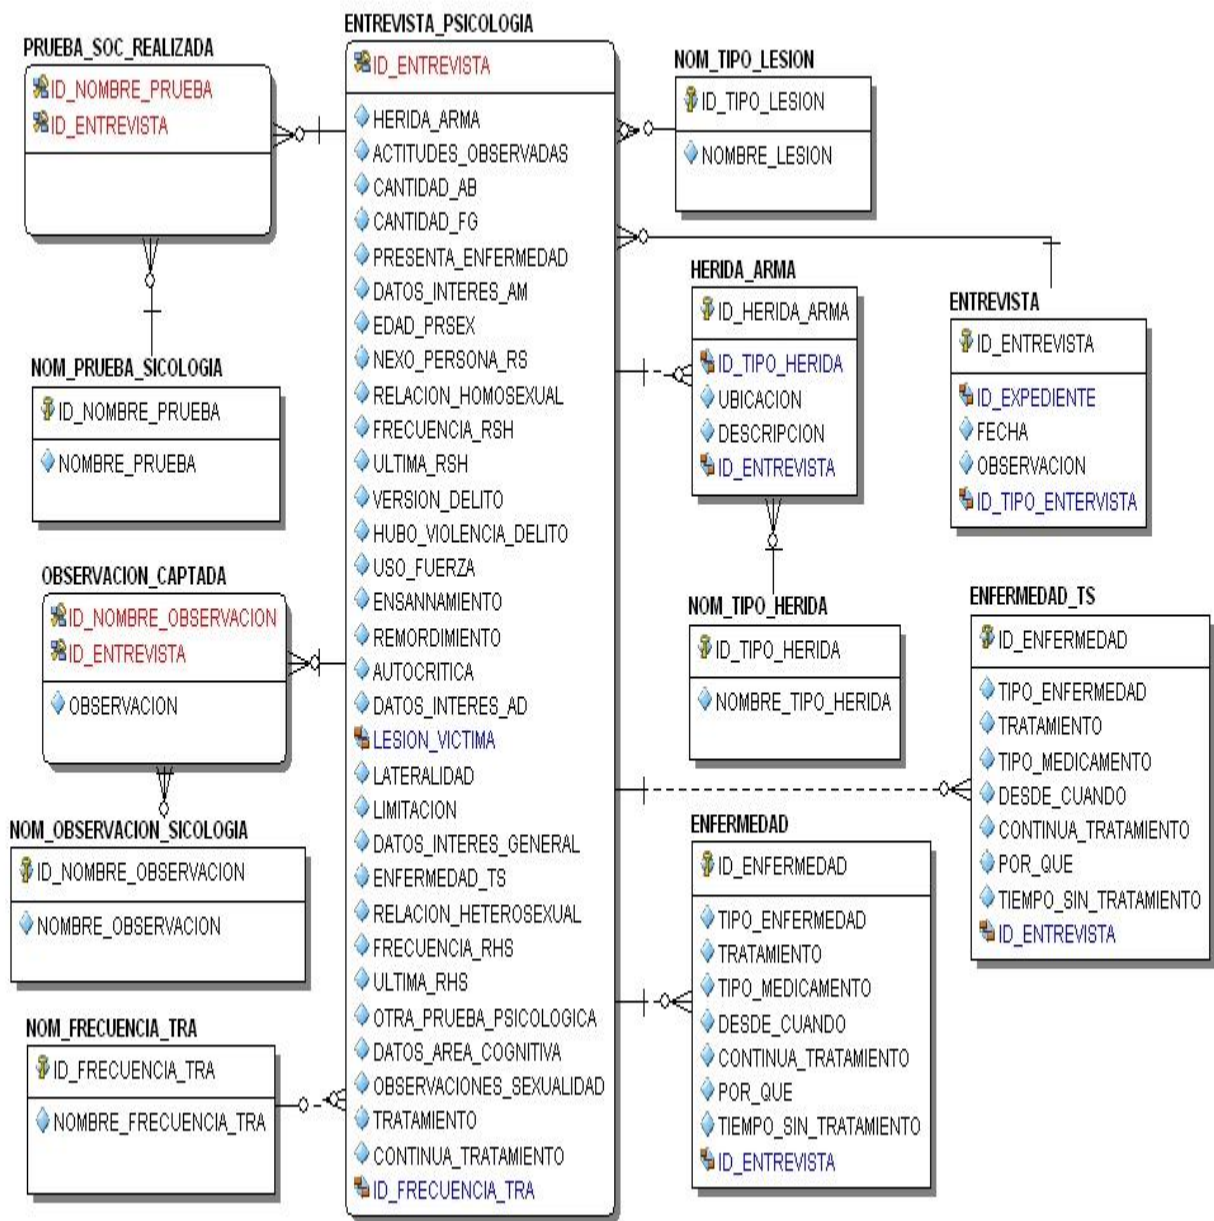 PRUEBA_SOC_REALIZADA
ID_NOMBRE_PRUEBA
ID_ENTREVISTA
NOM_PRUEBA_SICOLOGIA
ID_NOMBRE_PRUEBA
NOMBRE_PRUEBA
OBSERVACION_CAPTADA
ID_NOMBRE_OBSERVACION
ID_ENTREVISTA
OBSERVACION
NOM_OBSERVACION_SICOLOGIA
ID_NOMBRE_OBSERVACION
NOMBRE_OBSERVACION
NOM_FRECUENCIA_TRA
ID_FRECUENCIA_TRA
NOMBRE_FRECUENCIA_TRA
ENTREVISTA_PSICOLOGIA
ID_ENTREVISTA
HERIDA_ARMA
ACTITUDES_OBSERVADAS
CANTIDAD_AB
CANTIDAD_FG
PRESENTA_ENFERMEDAD
DATOS_INTERES_AM
EDAD_PRSEX
NEXO_PERSONA_RS
RELACION_HOMOSEXUAL
FRECUENCIA_RSH
ULTIMA_RSH
VERSION_DELITO
HUBO_VIOLENCIA_DELITO
USO_FUERZA
ENSANNAMIENTO
REMORDIMIENTO
AUTOCRITICA
DATOS_INTERES_AD
LESION_VICTIMA
LATERALIDAD
LIMITACION
DATOS_INTERES_GENERAL
ENFERMEDAD_TS
RELACION_HETEROSEXUAL
FRECUENCIA_RHS
ULTIMA_RHS
OTRA_PRUEBA_PSICOLOGICA
DATOS_AREA_COGNITIVA
OBSERVACIONES_SEXUALIDAD
TRATAMIENTO
CONTINUA_TRATAMIENTO
ID_FRECUENCIA_TRA
NOM_TIPO_LESION
ID_TIPO_LESION
NOMBRE_LESION
HERIDA_ARMA
ID_HERIDA_ARMA
ID_TIPO_HERIDA
UBICACION
DESCRIPCION
ID_ENTREVISTA
NOM_TIPO_HERIDA
ID_TIPO_HERIDA
NOMBRE_TIPO_HERIDA
ENFERMEDAD
ID_ENFERMEDAD
TIPO_ENFERMEDAD
TRATAMIENTO
TIPO_MEDICAMENTO
DESDE_CUANDO
CONTINUA_TRATAMIENTO
POR_QUE
TIEMPO_SIN_TRATAMIENTO
ID_ENTREVISTA
ENTREVISTA
ID_ENTREVISTA
ID_EXPEDIENTE
FECHA
OBSERVACION
ID_TIPO_ENTERVISTA
ENFERMEDAD_TS
ID_ENFERMEDAD
TIPO_ENFERMEDAD
TRATAMIENTO
TIPO_MEDICAMENTO
DESDE_CUANDO
CONTINUA_TRATAMIENTO
POR_QUE
TIEMPO_SIN_TRATAMIENTO
ID_ENTREVISTA